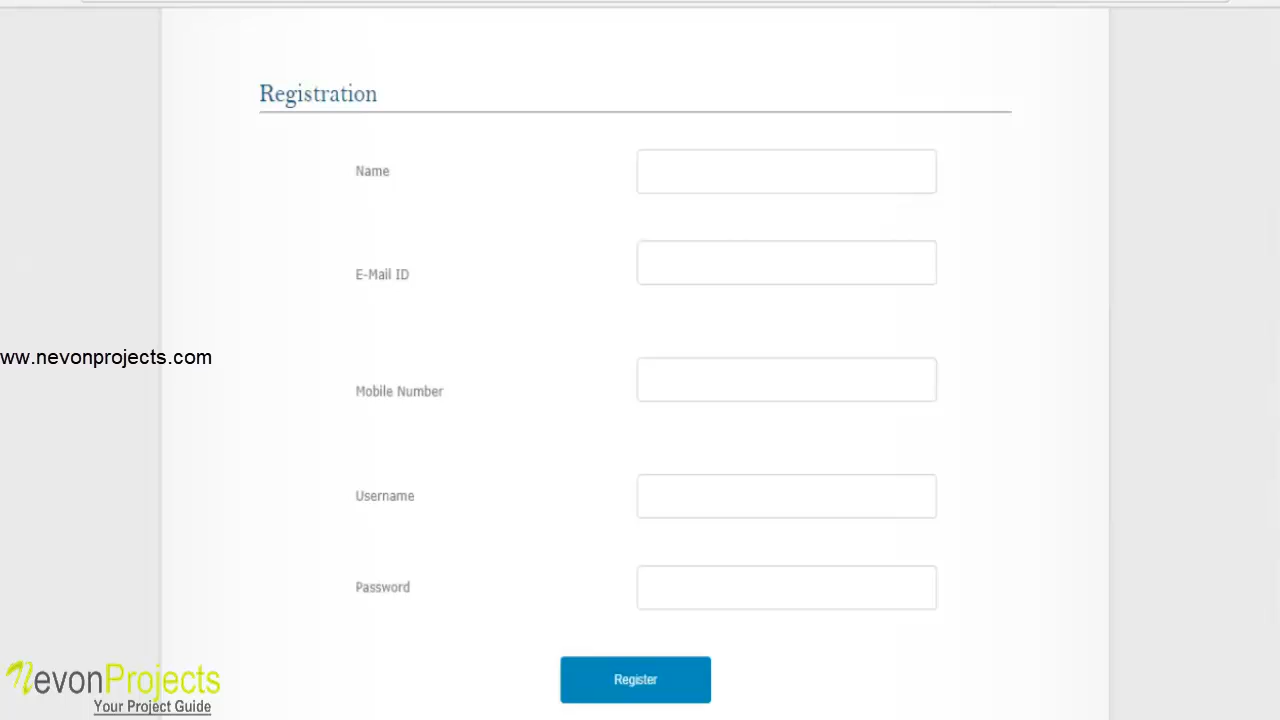 Registration
Name
E-Mail ID
ww.nevonprojects.com
Mobile Number
Username
Password
Register
NevonProjects
Your Project Guide